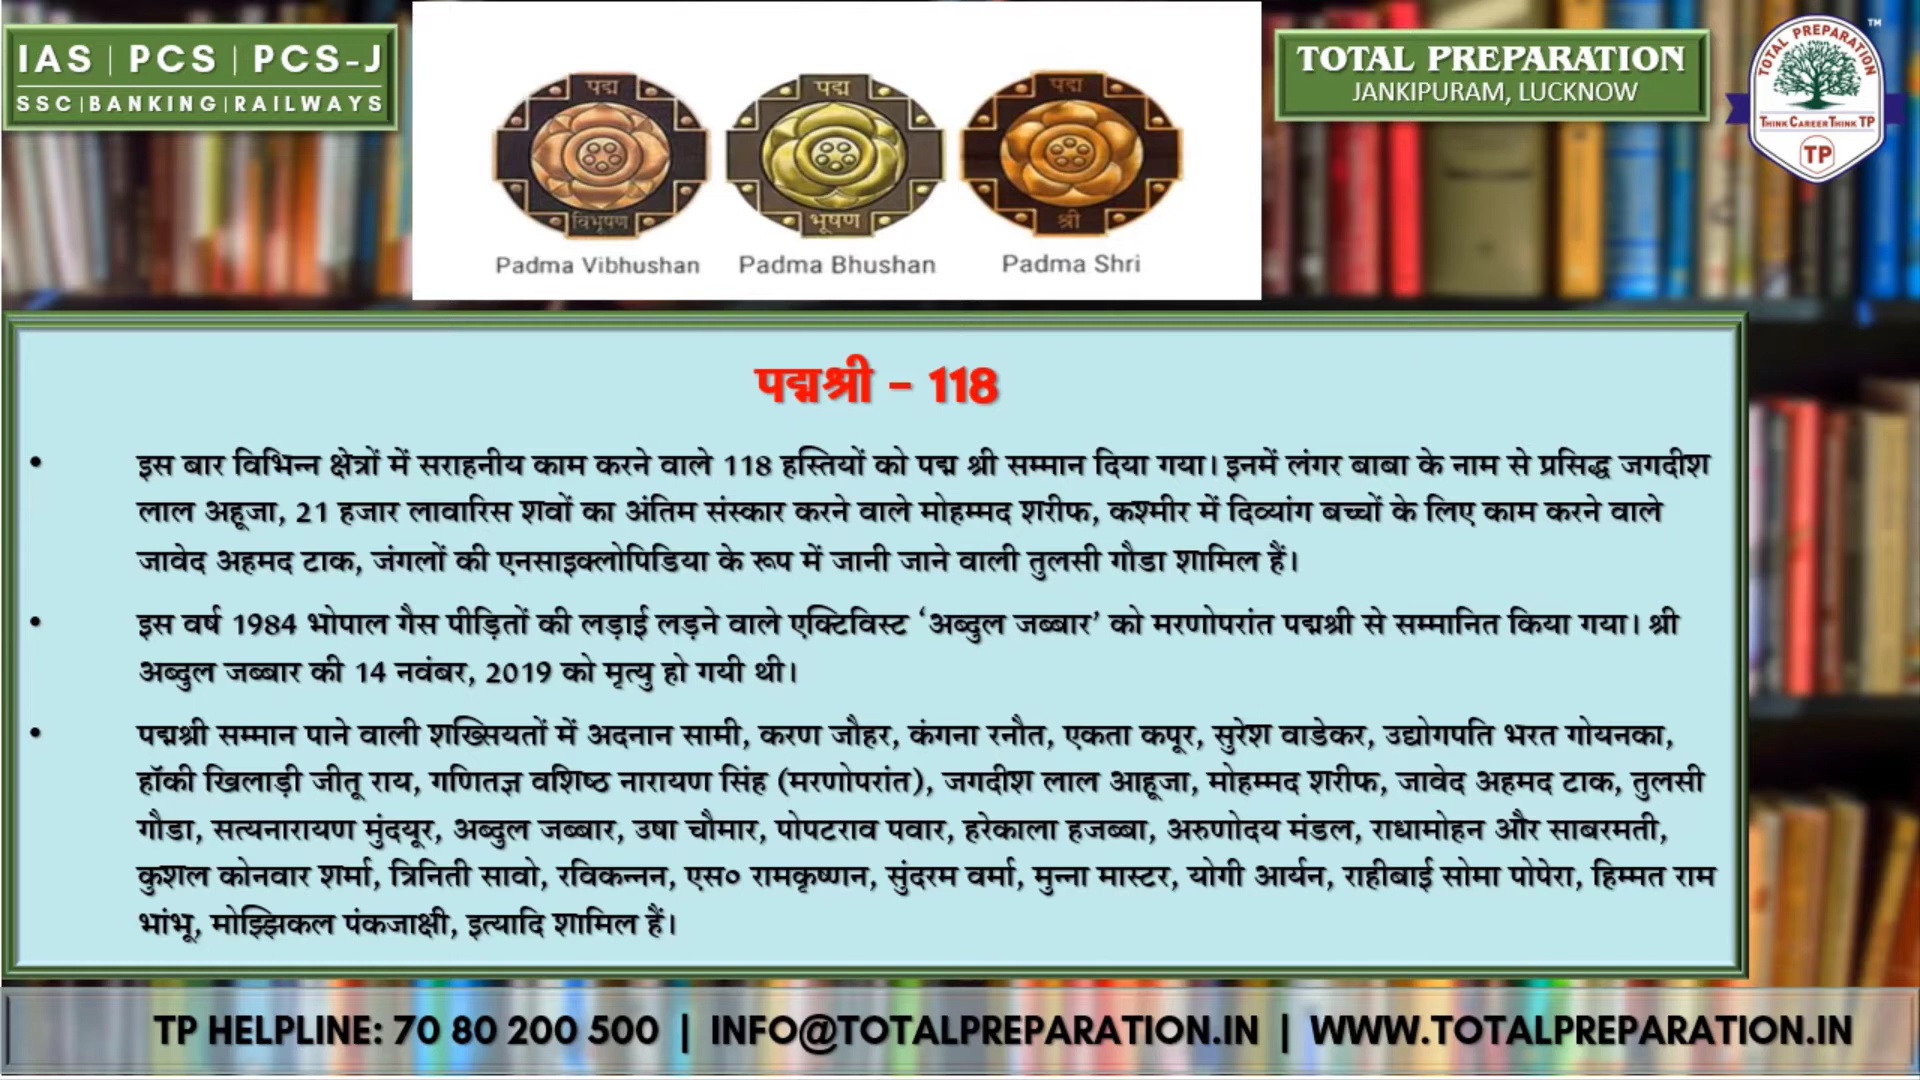 IAS | PCS | PCS-J
SSC|BANKING|RAILWAYS
पद्म
विभूषण
Padma Vibhushan
पद्म
भूषण
Padma Bhushan
पद्म
श्री
Padma Shri
TOTAL PREPARATION
JANKIPURAM, LUCKNOW
TOTAL PREPARATION
TM
THINK CAREER THINK TP
TP
पद्मश्री - 118
• इस बार विभिन्न क्षेत्रों में सराहनीय काम करने वाले 118 हस्तियों को पद्म श्री सम्मान दिया गया। इनमें लंगर बाबा के नाम से प्रसिद्ध जगदीश
लाल अहूजा, 21 हजार लावारिस शवों का अंतिम संस्कार करने वाले मोहम्मद शरीफ, कश्मीर में दिव्यांग बच्चों के लिए काम करने वाले
जावेद अहमद टाक, जंगलों की एनसाइक्लोपिडिया के रूप में जानी जाने वाली तुलसी गौडा शामिल हैं।
• इस वर्ष 1984 भोपाल गैस पीड़ितों की लड़ाई लड़ने वाले एक्टिविस्ट ‘अब्दुल जब्बार’ को मरणोपरांत पद्मश्री से सम्मानित किया गया। श्री
अब्दुल जब्बार की 14 नवंबर, 2019 को मृत्यु हो गयी थी।
• पद्मश्री सम्मान पाने वाली शख्सियतों में अदनान सामी, करण जौहर, कंगना रनौत, एकता कपूर, सुरेश वाडेकर, उद्योगपति भरत गोयनका,
हॉकी खिलाड़ी जीतू राय, गणितज्ञ वशिष्ठ नारायण सिंह (मरणोपरांत), जगदीश लाल आहूजा, मोहम्मद शरीफ, जावेद अहमद टाक, तुलसी
गौडा, सत्यनारायण मुंदयूर, अब्दुल जब्बार, उषा चौमार, पोपटराव पवार, हरेकाला हजब्बा, अरुणोदय मंडल, राधामोहन और साबरमती,
कुशल कोनवार शर्मा, त्रिनिती सावो, रविकन्नन, एस० रामकृष्णन, सुंदरम वर्मा, मुन्ना मास्टर, योगी आर्यन, राहीबाई सोमा पोपेरा, हिम्मत राम
भांभू, मोझ्झिकल पंकजाक्षी, इत्यादि शामिल हैं।
TP HELPLINE: 70 80 200 500 | INFO@TOTALPREPARATION.IN | WWW.TOTALPREPARATION.IN